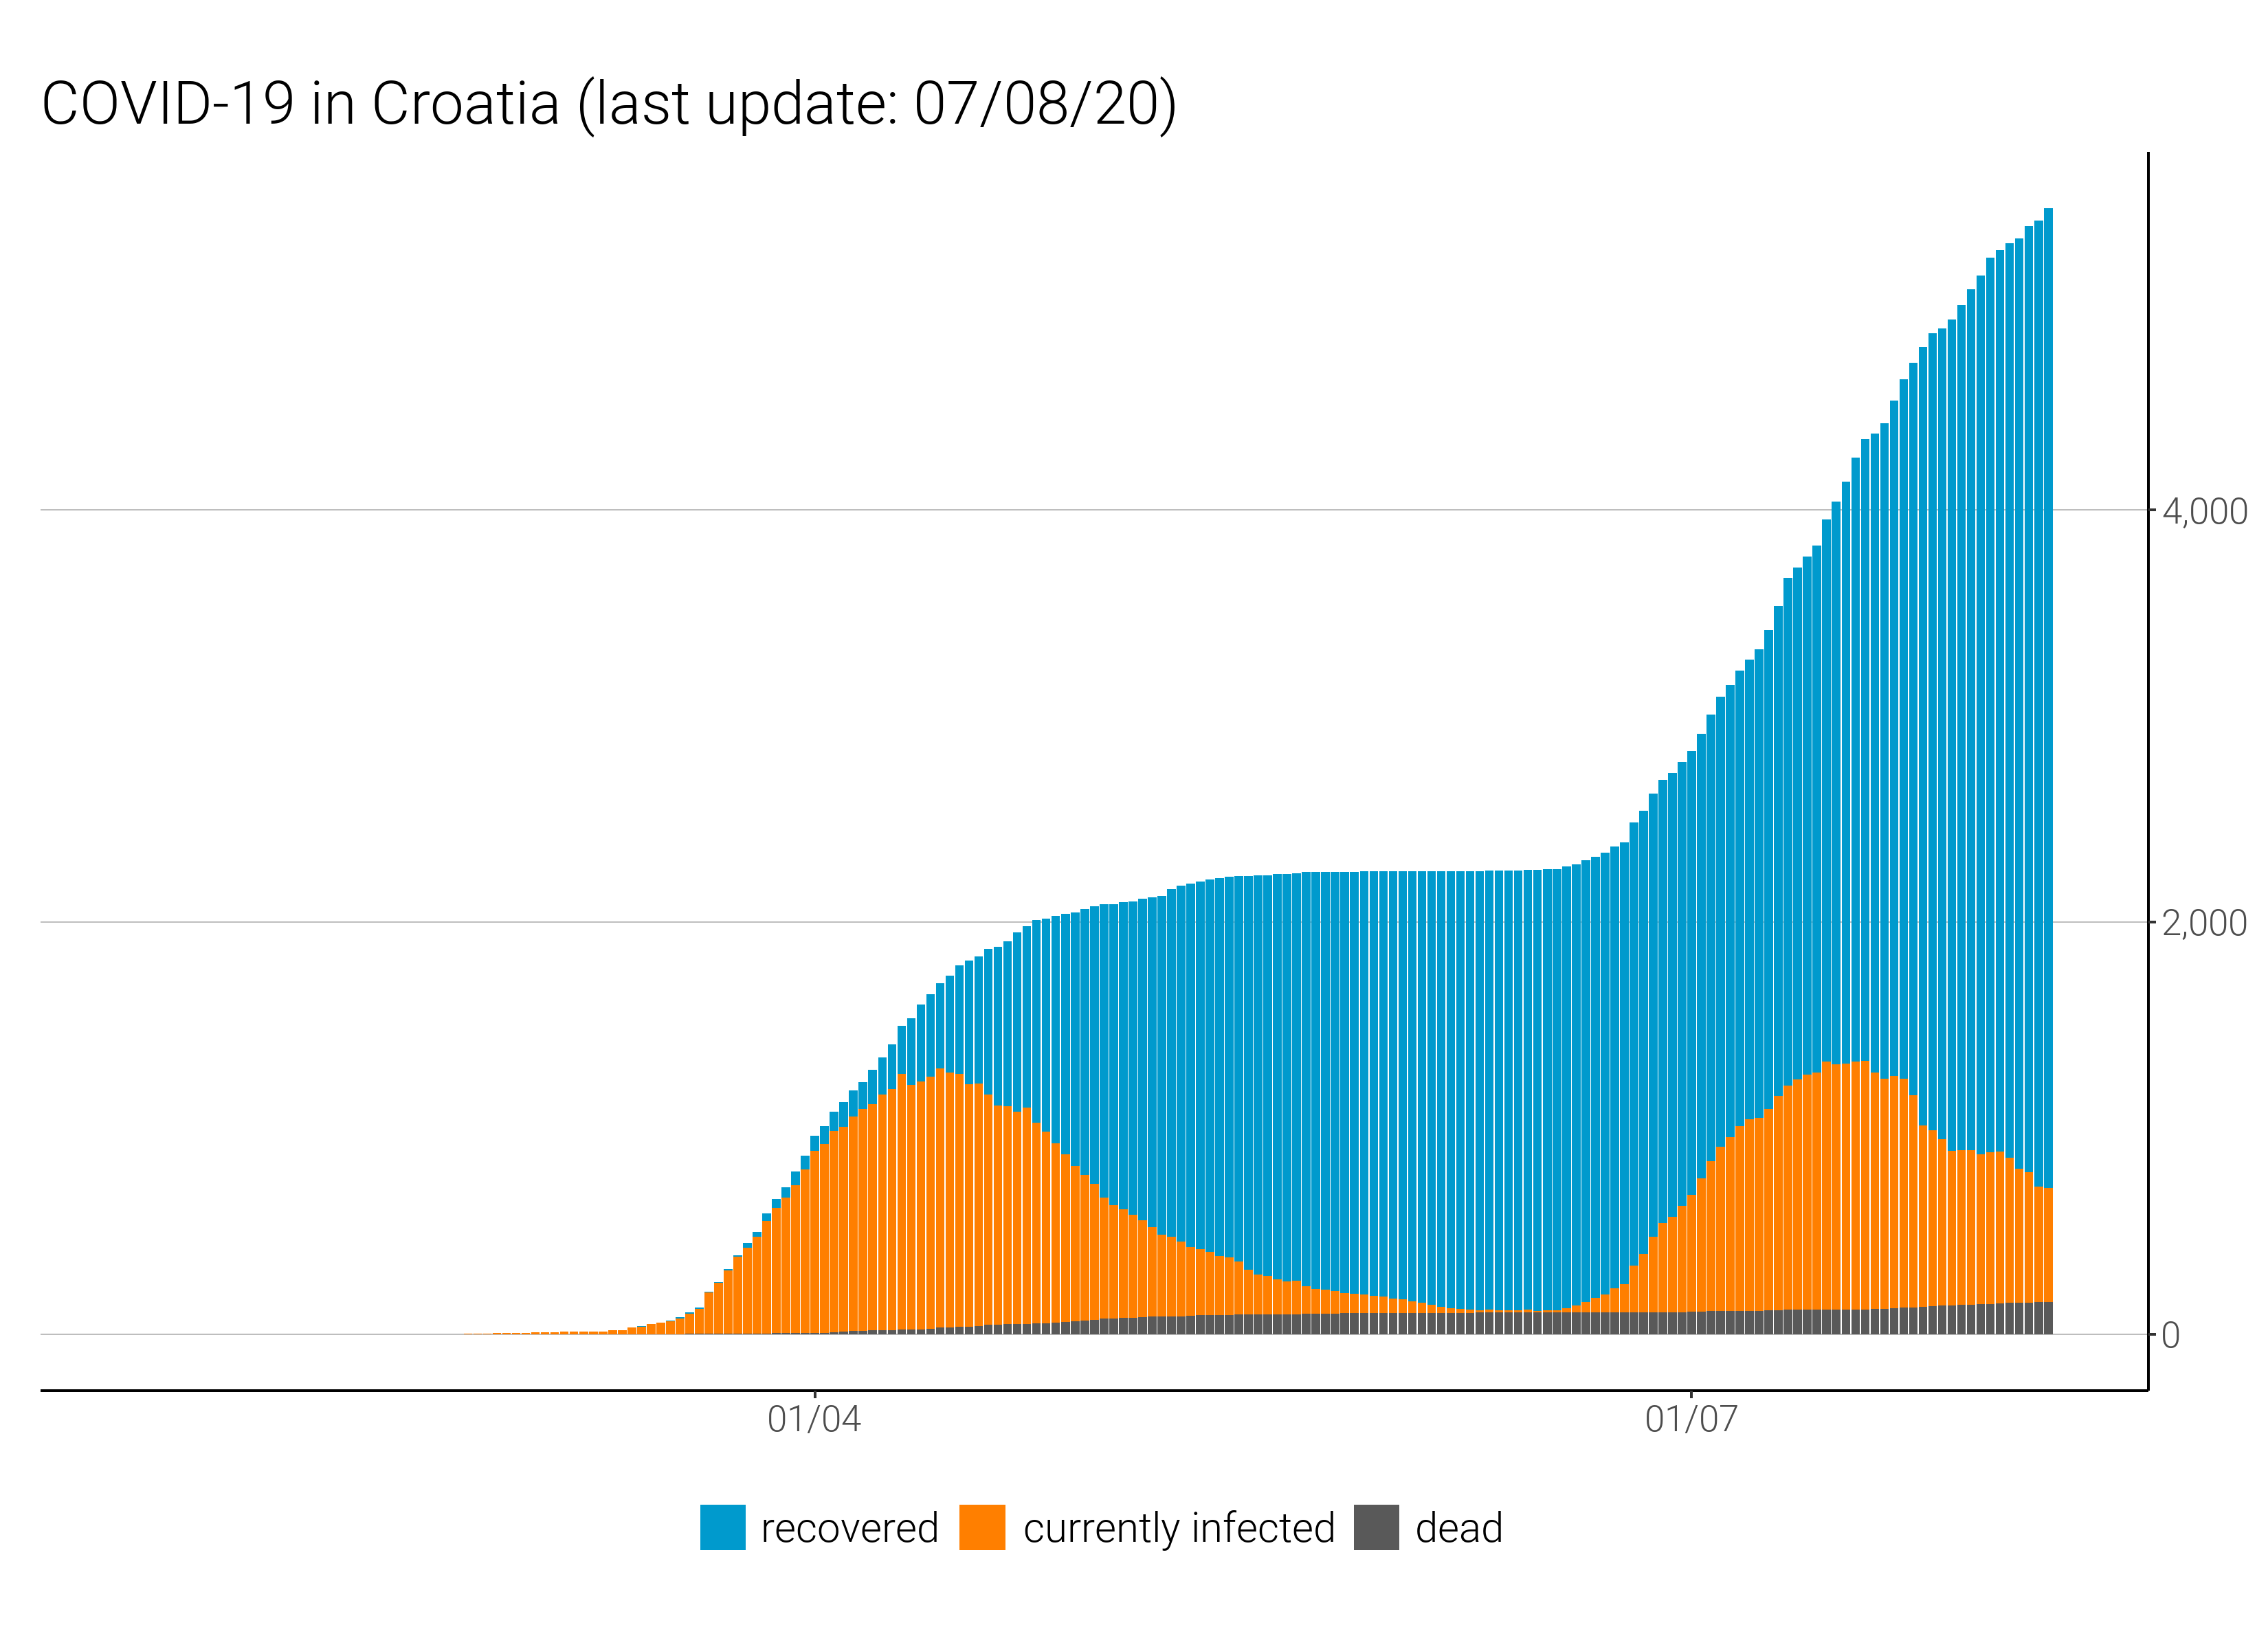 COVID-19 in Croatia (last update: 07/08/20)
4,000
2,000
0
01/04 01/07
recovered currently infected dead